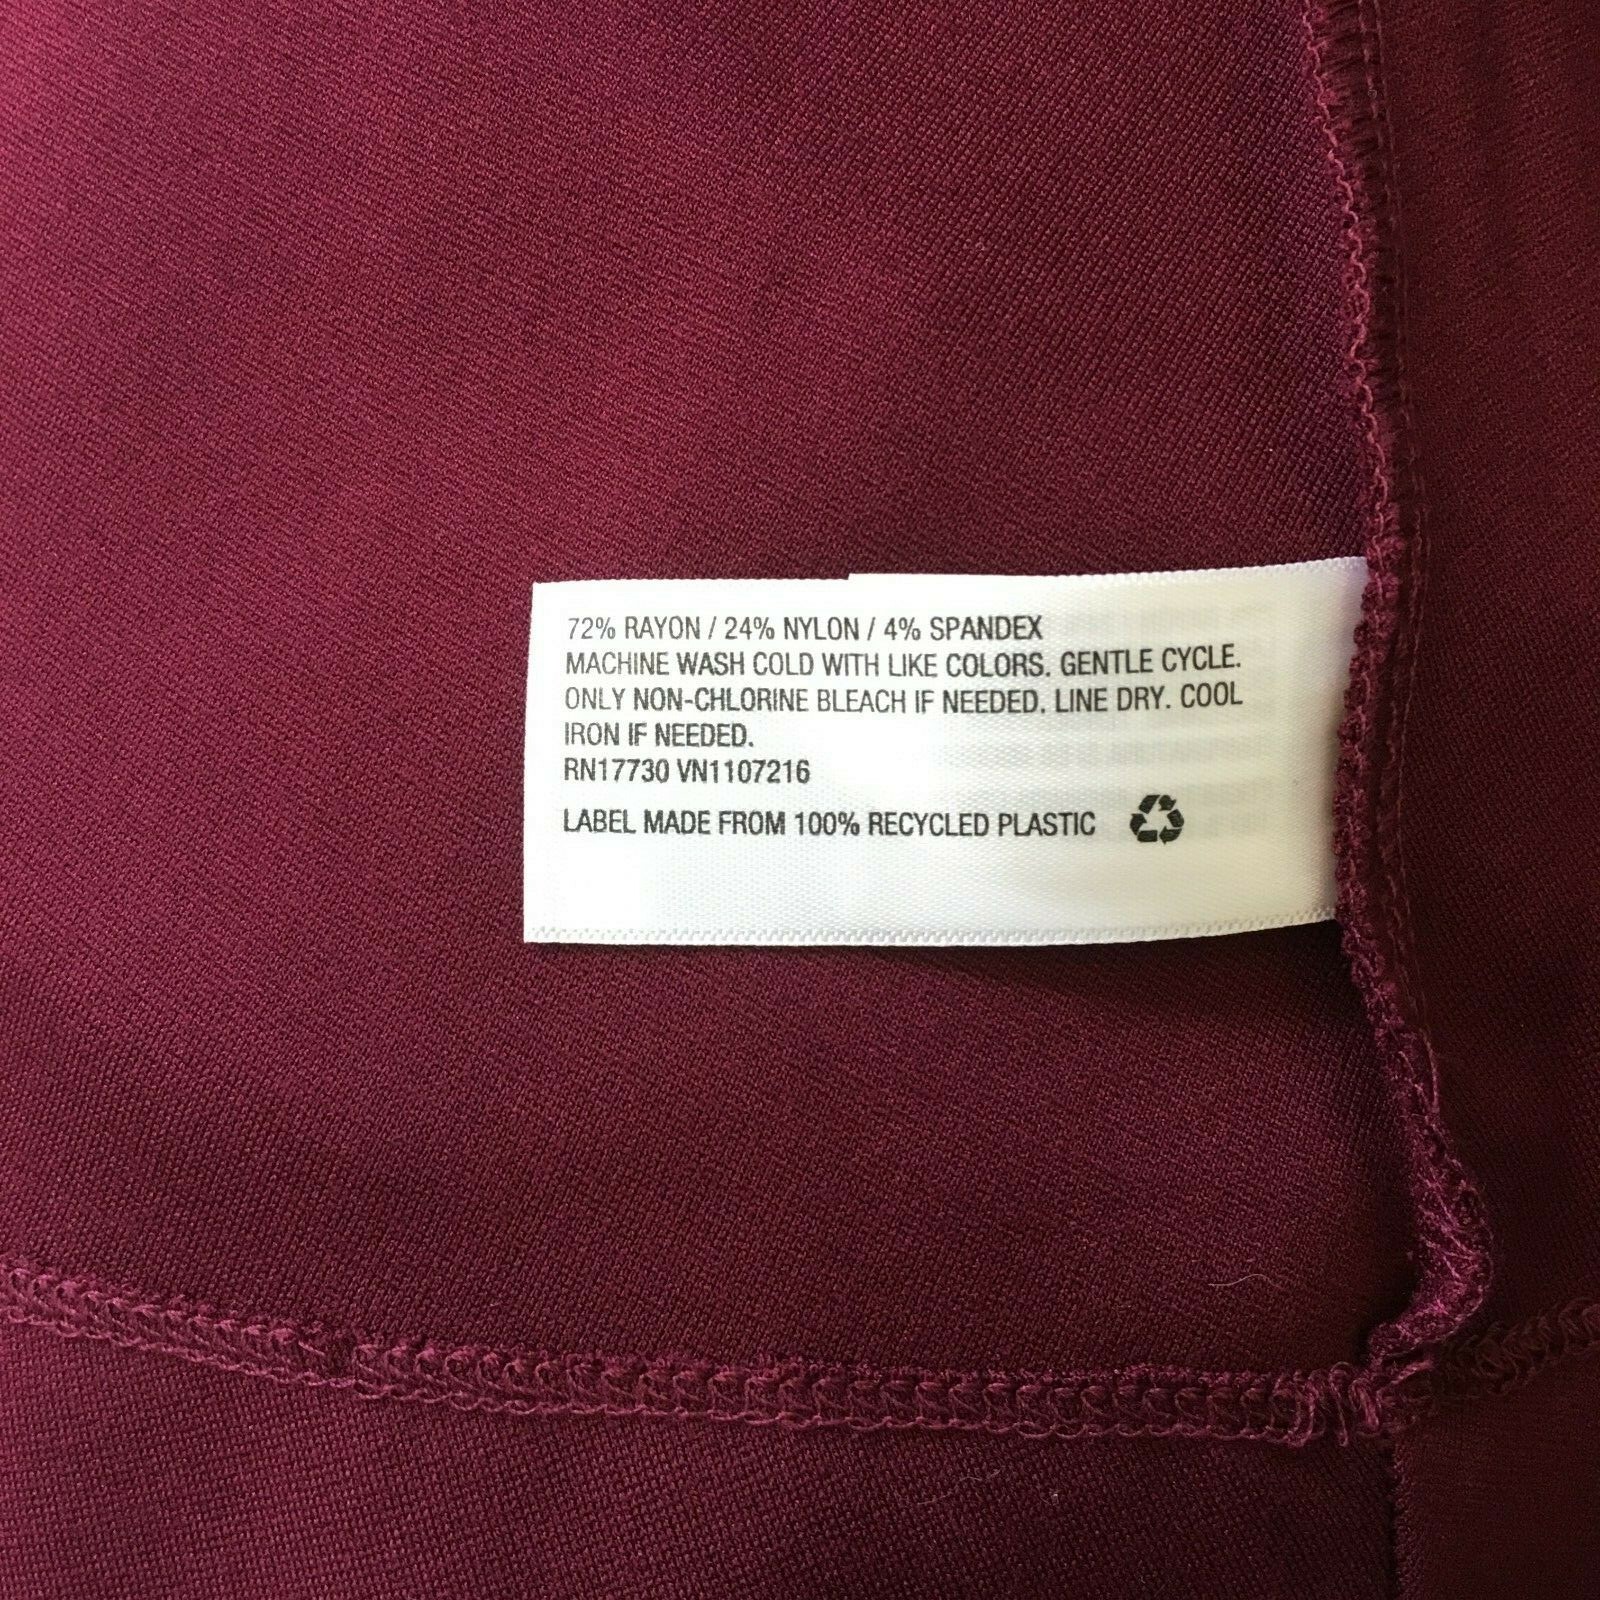 72% RAYON / 24% NYLON / 4% SPANDEX
MACHINE WASH COLD WITH LIKE COLORS. GENTLE CYCLE.
ONLY NON-CHLORINE BLEACH IF NEEDED. LINE DRY. COOL
IRON IF NEEDED.
RN17730 VN1107216
LABEL MADE FROM 100% RECYCLED PLASTIC